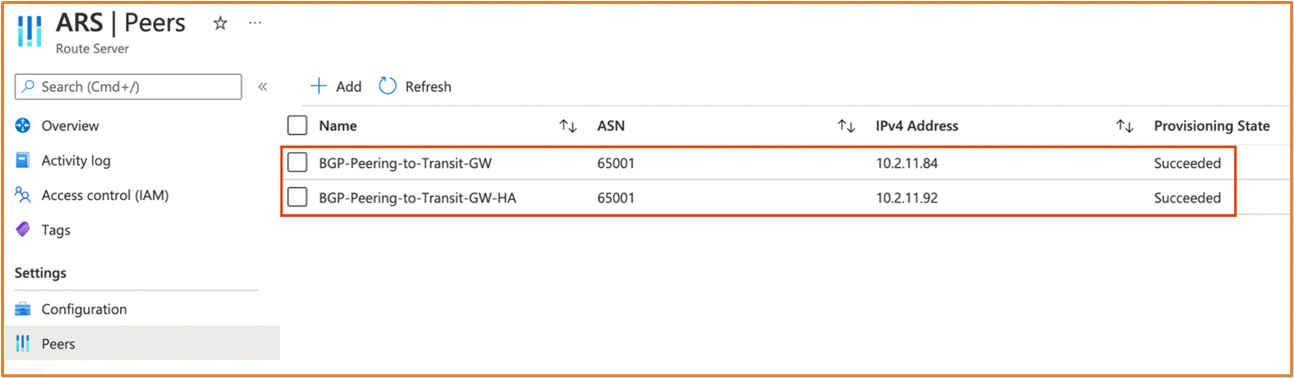 ARS | Peers ☆ ...
Route Server
Search (Cmd+/) «
Add Refresh
Overview
Activity log
Access control (IAM)
Tags
Settings
Configuration
Peers
Name ↑↓ ASN ↑↓ IPv4 Address ↑↓ Provisioning State
BGP-Peering-to-Transit-GW 65001 10.2.11.84 Succeeded
BGP-Peering-to-Transit-GW-HA 65001 10.2.11.92 Succeeded